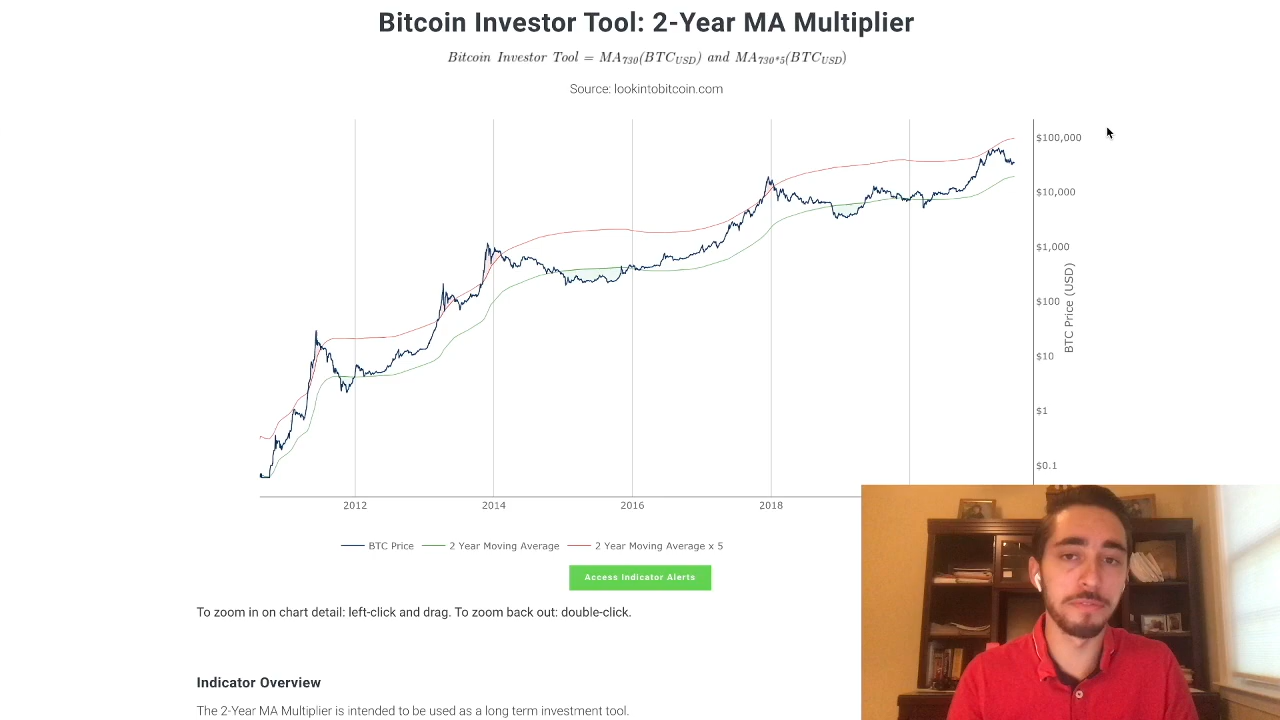 Bitcoin Investor Tool: 2-Year MA Multiplier
Bitcoin Investor Tool = MA730(BTCUSD) and MA730*5(BTCUSD)
Source: lookintobitcoin.com
$100,000
$10,000
$1,000
$100
$10
$1
$0.1
BTC Price (USD)
2012
2014
2016
2018
BTC Price
2 Year Moving Average
2 Year Moving Average x 5
Access Indicator Alerts
To zoom in on chart detail: left-click and drag. To zoom back out: double-click.
Indicator Overview
The 2-Year MA Multiplier is intended to be used as a long term investment tool.